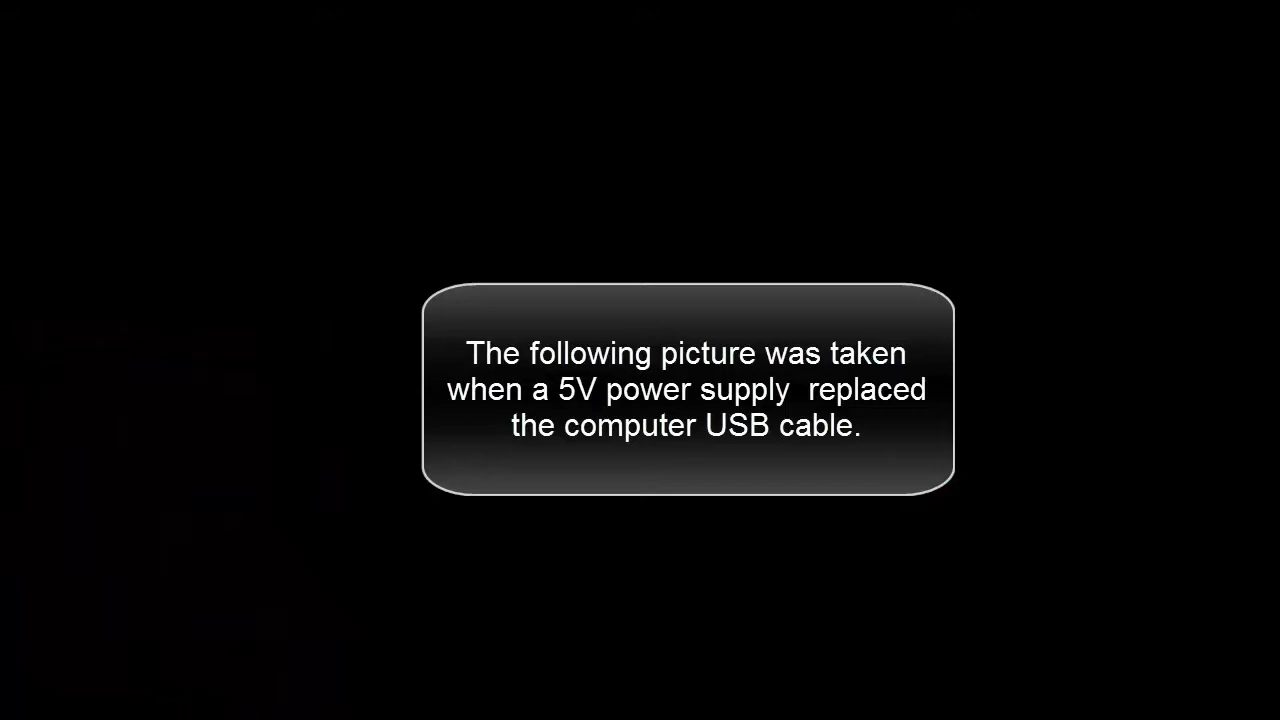 The following picture was taken
when a 5V power supply  replaced
the computer USB cable.